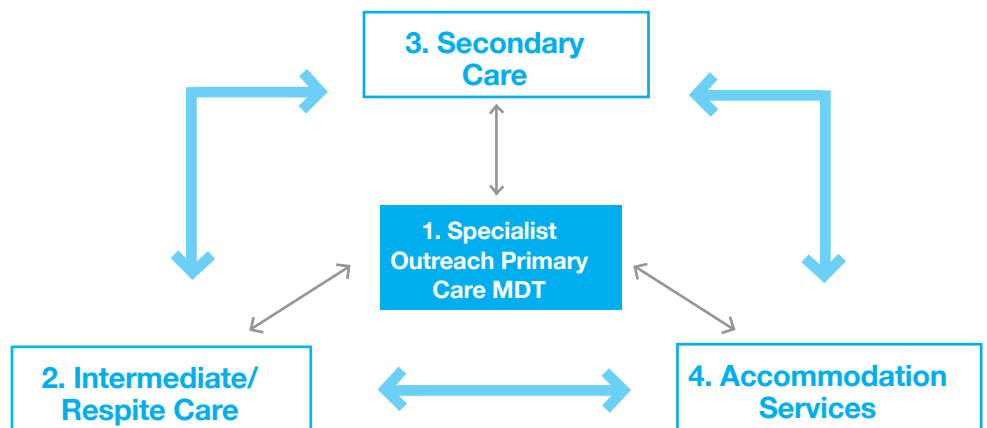 3. Secondary
Care
1. Specialist
Outreach Primary
Care MDT
2. Intermediate/
Respite Care
4. Accommodation
Services